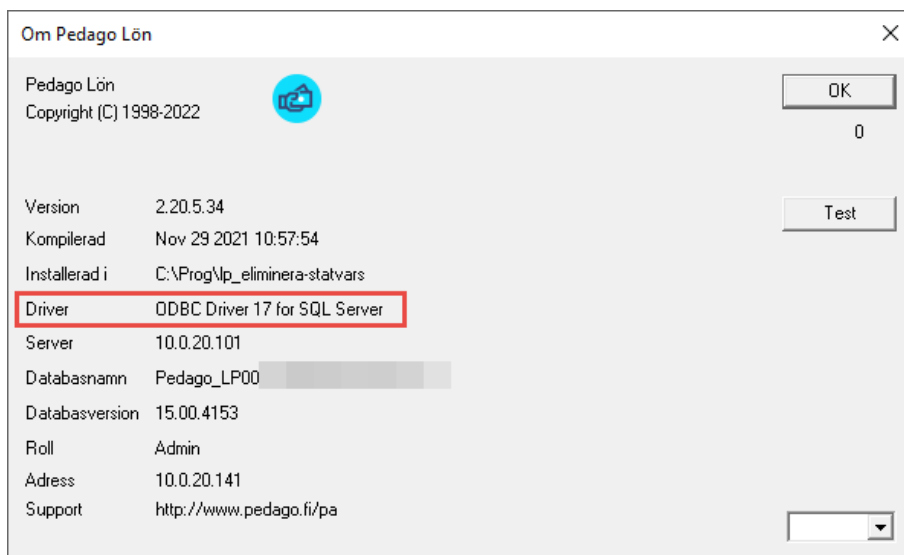 Om Pedago Lön
Pedago Lön
Copyright (C) 1998-2022
OK
0
Version 2.20.5.34
Test
Kompilerad Nov 29 2021 10:57:54
Installerad i C:\Prog\lp_eliminera-statvars
Driver ODBC Driver 17 for SQL Server
Server 10.0.20.101
Databasnamn Pedago_LP00
Databasversion 15.00.4153
Roll Admin
Adress 10.0.20.141
Support http://www.pedago.fi/pa